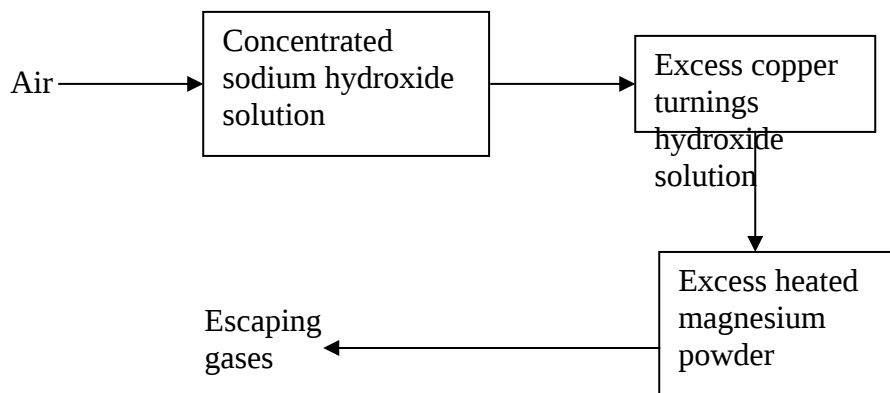 Air
Concentrated
sodium hydroxide
solution
Excess copper
turnings
hydroxide
solution
Excess heated
magnesium
powder
Escaping
gases